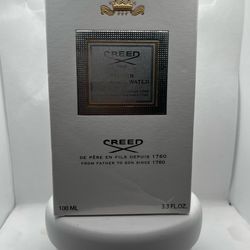 CREED
WATER
CREED
DE PÈRE EN FILS DEPUIS 1760
FROM FATHER TO SON SINCE 1760
100 ML 3.3 FL.OZ.